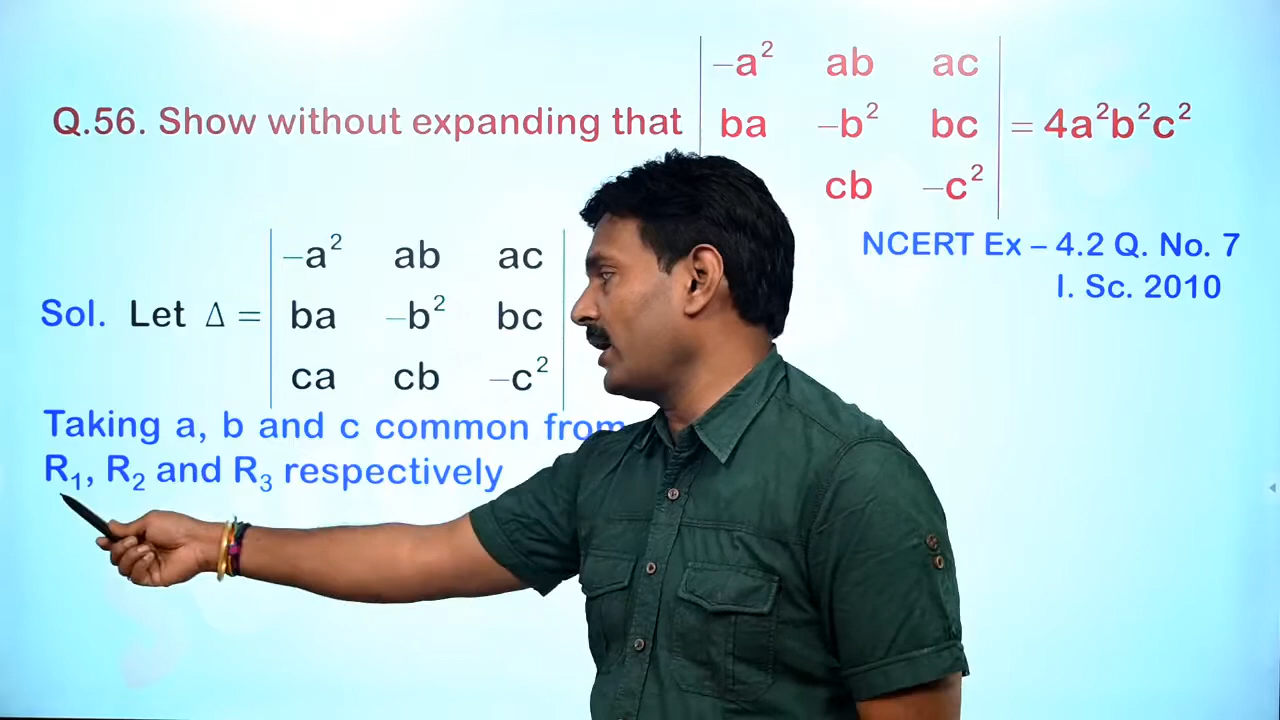 Q.56. Show without expanding that
–a² ab ac
ba –b² bc
cb –c²
= 4a²b²c²
NCERT Ex – 4.2 Q. No. 7
I. Sc. 2010
Sol. Let Δ =
–a² ab ac
ba –b² bc
ca cb –c²
Taking a, b and c common from
R₁, R₂ and R₃ respectively